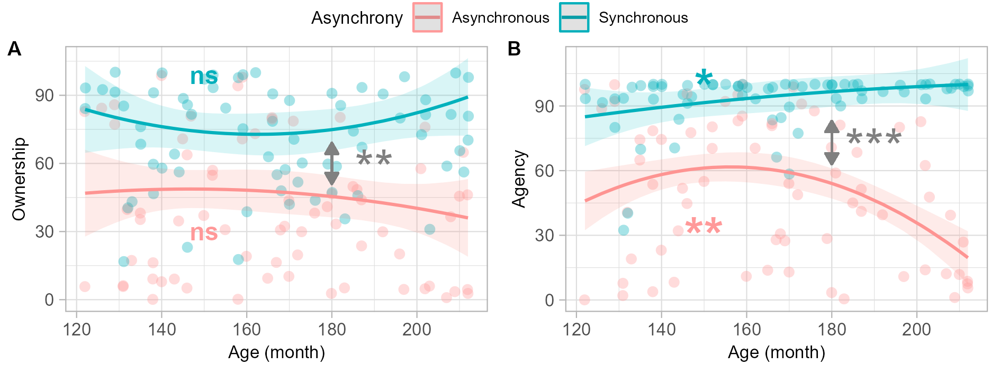 Asynchrony Asynchronous Synchronous
A
Ownership
90
60
30
0
ns
**
ns
120 140 160 180 200
Age (month)
B
Agency
90
60
30
0
*
***
**
120 140 160 180 200
Age (month)